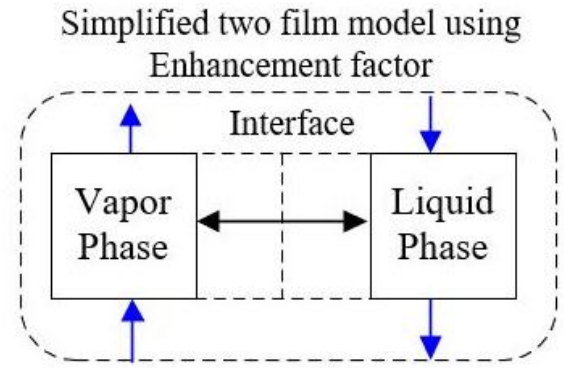 Simplified two film model using
Enhancement factor
Interface
Vapor
Phase
Liquid
Phase